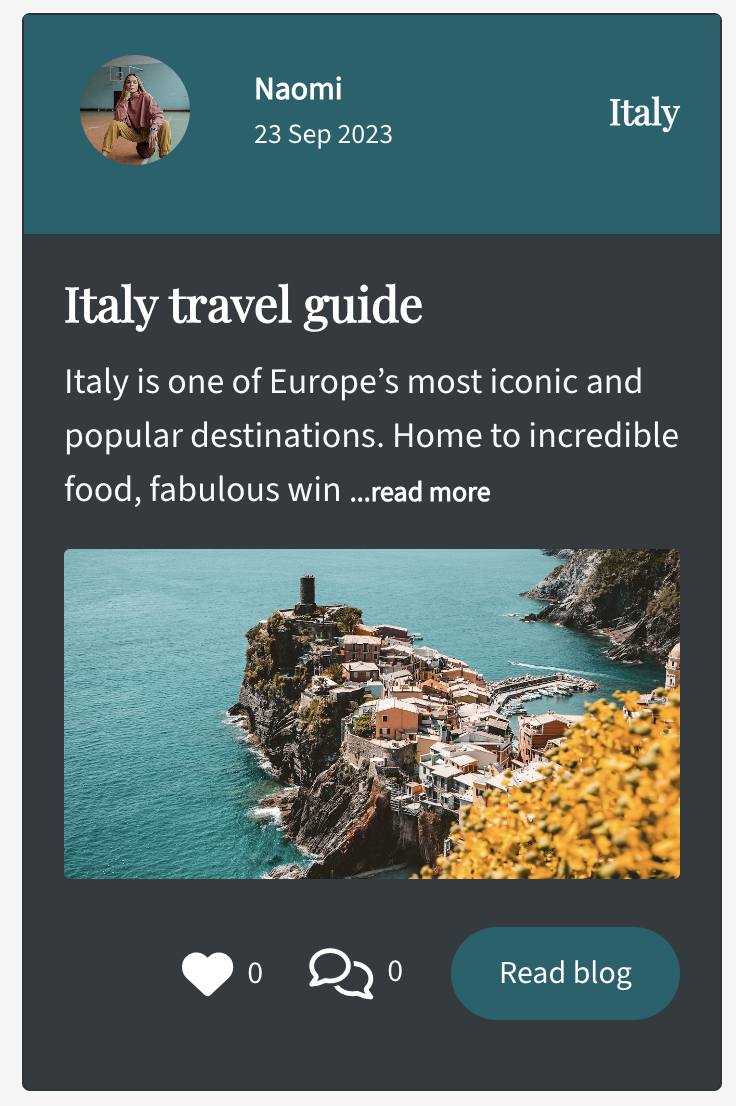 Naomi
23 Sep 2023
Italy
Italy travel guide
Italy is one of Europe’s most iconic and
popular destinations. Home to incredible
food, fabulous win ...read more
0
0
Read blog